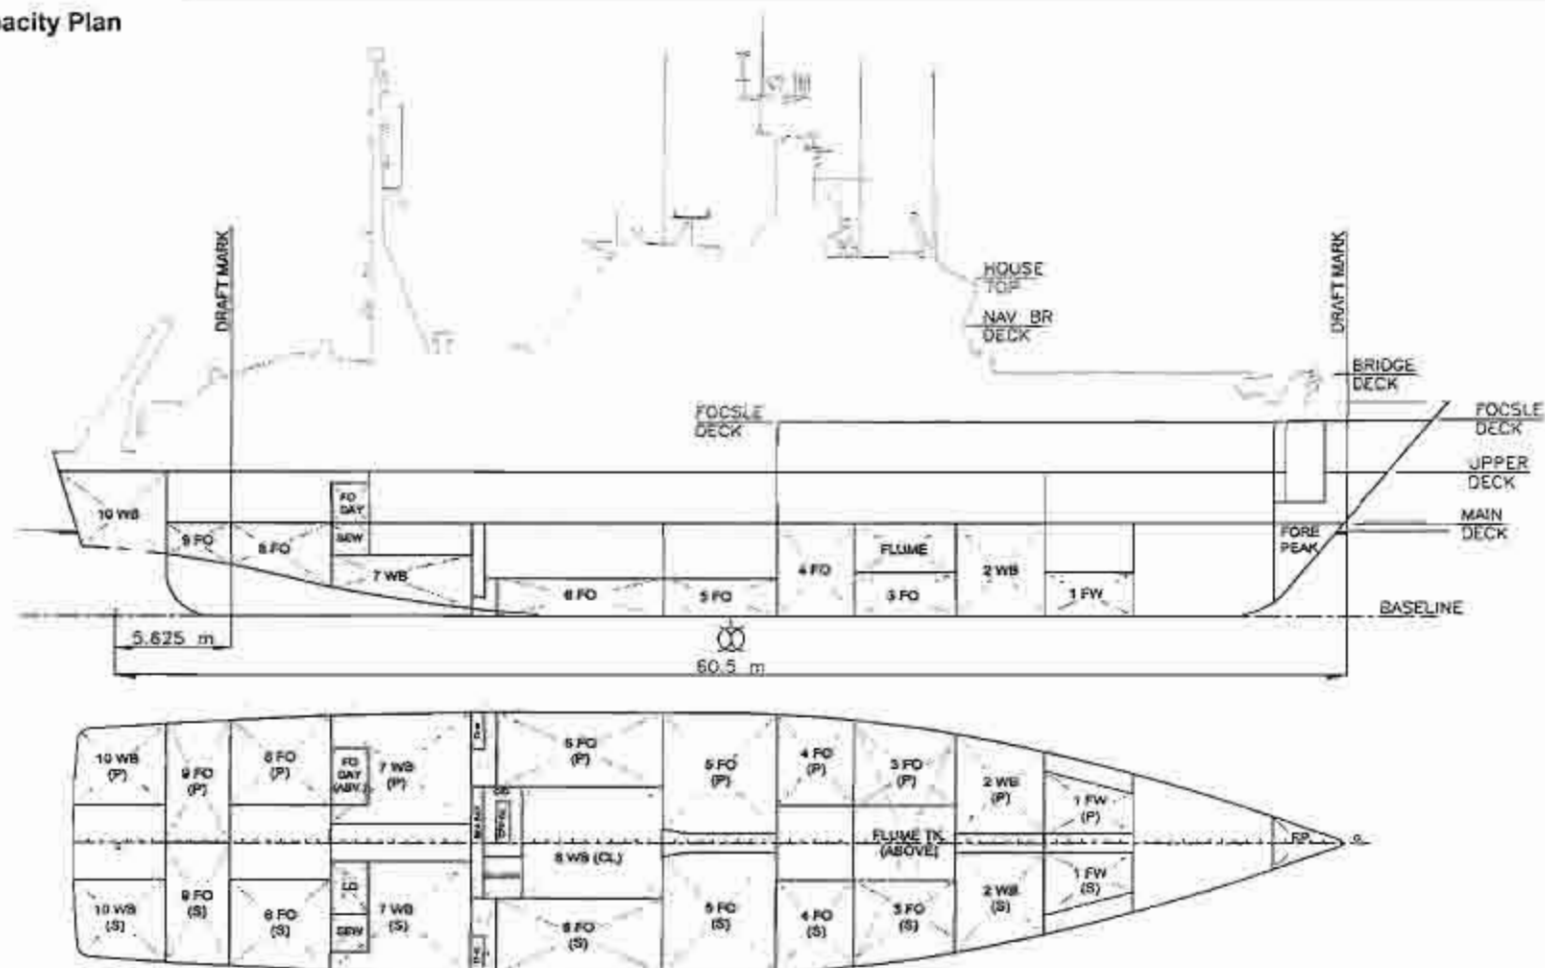 acity Plan
DRAFT MARK
DRAFT MARK
HOUSE
TOP
NAV BR
DECK
BRIDGE
DECK
FOCSLE
DECK
FOCSLE
DECK
UPPER
DECK
MAIN
DECK
10 WB
9 FO
8 FO
FO
DAY
SEW
7 WB
6 FO
5 FO
4 FO
FLUME
3 FO
2 WB
1 FW
FORE
PEAK
BASELINE
5.625 m
60.5 m
10 WB
(P)
9 FO
(P)
8 FO
(P)
FO
DAY
(ABV.)
7 WB
(P)
6 FO
(P)
5 FO
(P)
4 FO
(P)
3 FO
(P)
2 WB
(P)
1 FW
(P)
FLUME TK
(ABOVE)
FP
6 WB (CL)
10 WB
(S)
9 FO
(S)
8 FO
(S)
SEW
7 WB
(S)
6 FO
(S)
5 FO
(S)
4 FO
(S)
3 FO
(S)
2 WB
(S)
1 FW
(S)